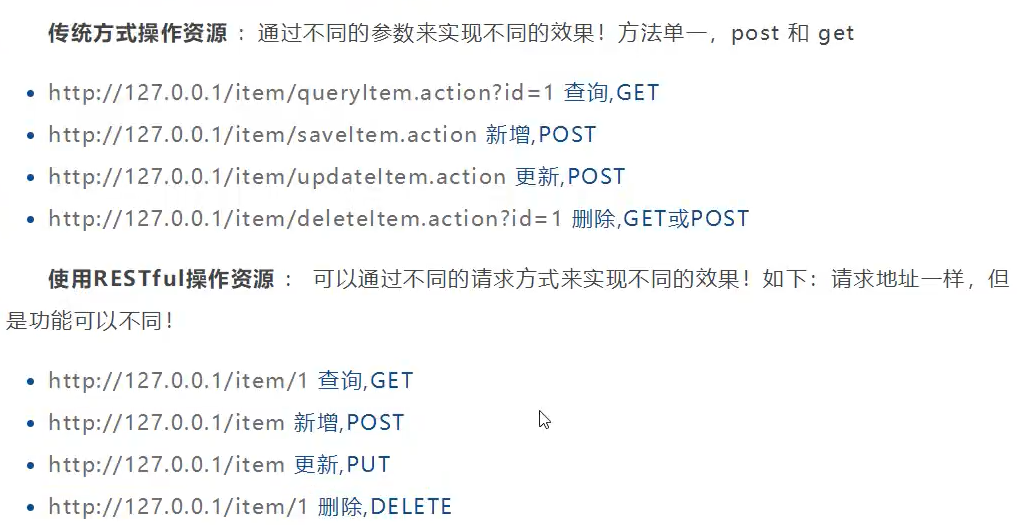 传统方式操作资源 ：通过不同的参数来实现不同的效果！方法单一，post 和 get
• http://127.0.0.1/item/queryItem.action?id=1 查询,GET
• http://127.0.0.1/item/saveItem.action 新增,POST
• http://127.0.0.1/item/updateItem.action 更新,POST
• http://127.0.0.1/item/deleteItem.action?id=1 删除,GET或POST
使用RESTful操作资源 ： 可以通过不同的请求方式来实现不同的效果！如下：请求地址一样，但
是功能可以不同！
• http://127.0.0.1/item/1 查询,GET
• http://127.0.0.1/item 新增,POST
• http://127.0.0.1/item 更新,PUT
• http://127.0.0.1/item/1 删除,DELETE